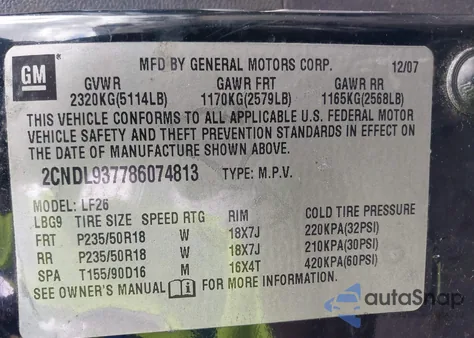 GM
MFD BY GENERAL MOTORS CORP. 12/07
GVWR GAWR FRT GAWR RR
2320KG(5114LB) 1170KG(2579LB) 1165KG(2568LB)
THIS VEHICLE CONFORMS TO ALL APPLICABLE U.S. FEDERAL MOTOR
VEHICLE SAFETY AND THEFT PREVENTION STANDARDS IN EFFECT ON
THE DATE OF MANUFACTURE SHOWN ABOVE.
2CNDL937786074813 TYPE: M.P.V.
MODEL: LF26
LBG9 TIRE SIZE SPEED RTG RIM COLD TIRE PRESSURE
FRT P235/50R18 W 18X7J 220KPA(32PSI)
RR P235/50R18 W 18X7J 210KPA(30PSI)
SPA T155/90D16 M 16X4T 420KPA(60PSI)
SEE OWNER'S MANUAL FOR MORE INFORMATION
autoSnap